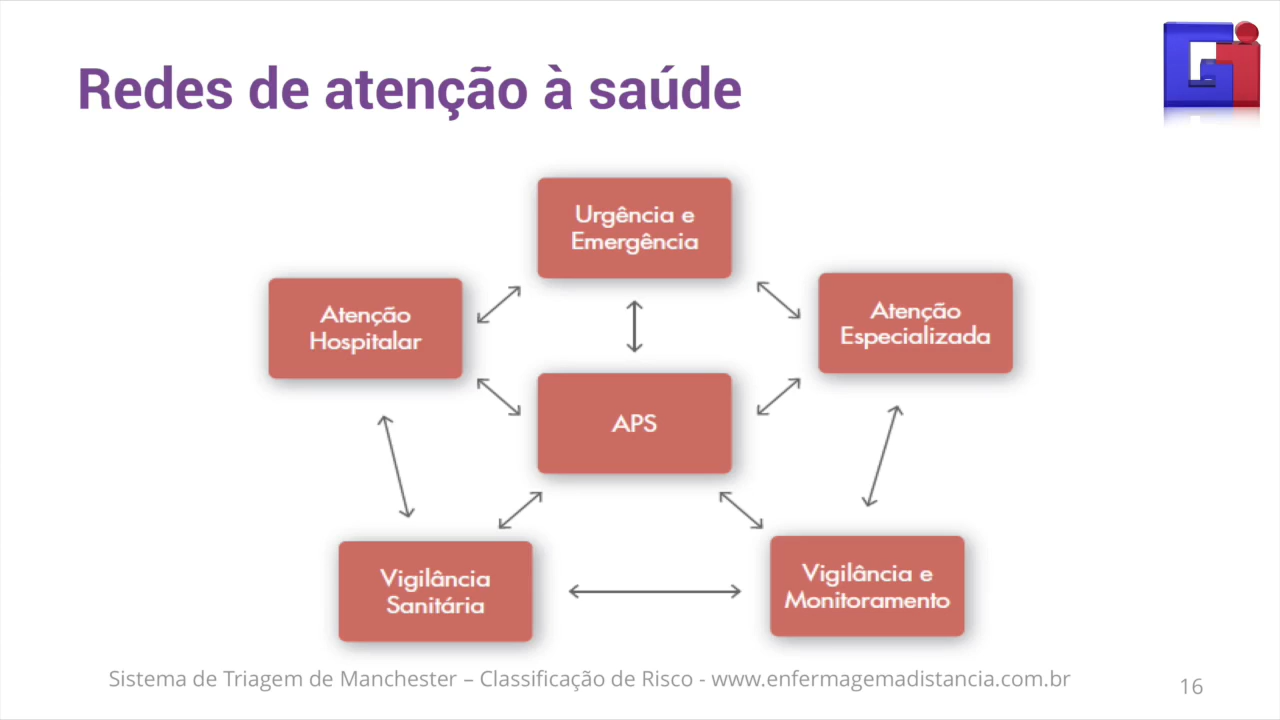 Redes de atenção à saúde
Urgência e
Emergência
Atenção
Hospitalar
Atenção
Especializada
APS
Vigilância
Sanitária
Vigilância e
Monitoramento
Sistema de Triagem de Manchester – Classificação de Risco - www.enfermagemadistancia.com.br
16